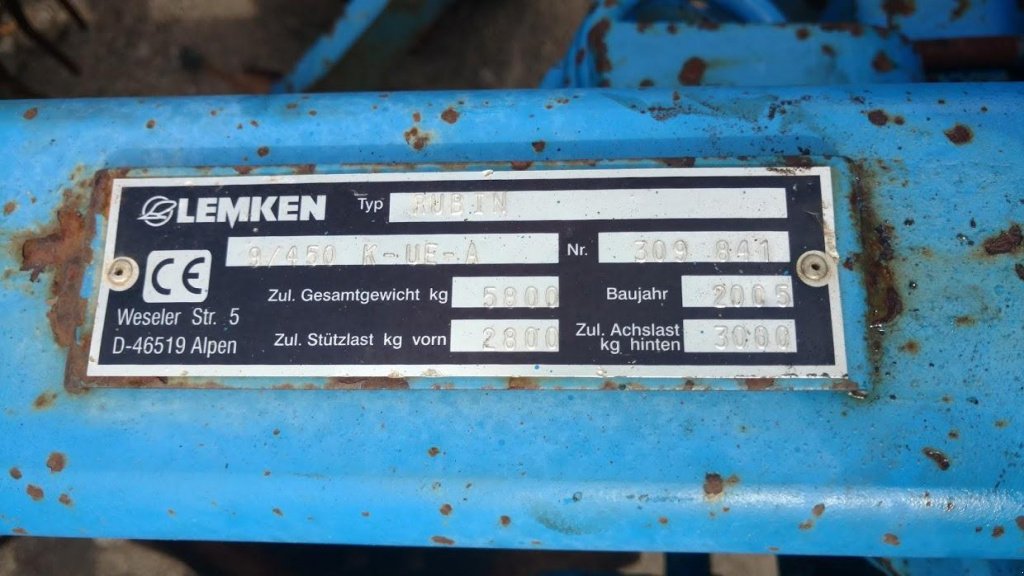 LEMKEN Typ RUBIN
9/450 K-UE-A Nr. 309 841
CE Zul. Gesamtgewicht kg 5800 Baujahr 2005
Weseler Str. 5 Zul. Stützlast kg vorn 2800 Zul. Achslast
D-46519 Alpen kg hinten 3000